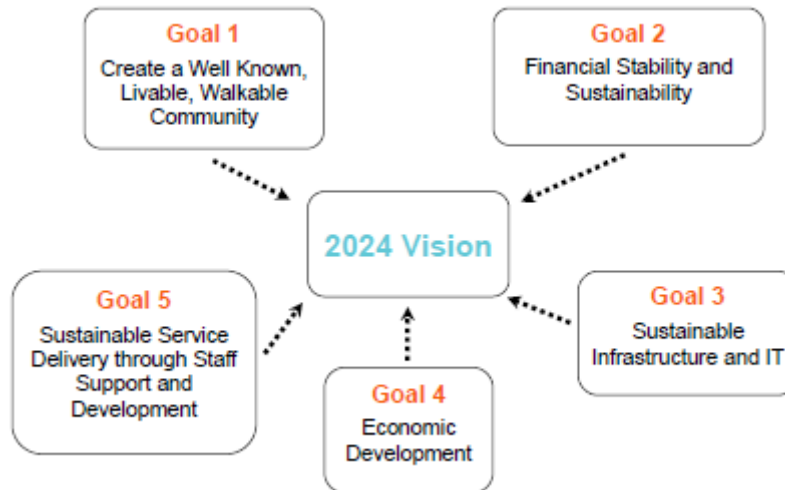 Goal 1
Create a Well Known,
Livable, Walkable
Community
Goal 2
Financial Stability and
Sustainability
2024 Vision
Goal 5
Sustainable Service
Delivery through Staff
Support and
Development
Goal 3
Sustainable
Infrastructure and IT
Goal 4
Economic
Development